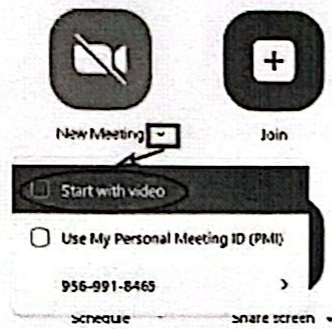 New Meeting
Join
Start with video
Use My Personal Meeting ID (PMI)
956-991-8465
Schedule
Share screen